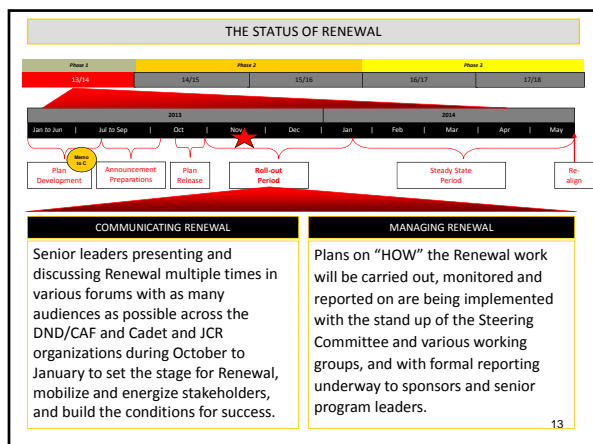 THE STATUS OF RENEWAL
Phase 1 Phase 2 Phase 3
13/14 14/15 15/16 16/17 17/18
2013 2014
Jan to Jun | Jul to Sep | Oct | Nov | Dec | Jan | Feb | Mar | Apr | May
Memo
to C
Plan
Development
Announcement
Preparations
Plan
Release
Roll-out
Period
Steady State
Period
Re-
align
COMMUNICATING RENEWAL
Senior leaders presenting and
discussing Renewal multiple times in
various forums with as many
audiences as possible across the
DND/CAF and Cadet and JCR
organizations during October to
January to set the stage for Renewal,
mobilize and energize stakeholders,
and build the conditions for success.
MANAGING RENEWAL
Plans on “HOW” the Renewal work
will be carried out, monitored and
reported on are being implemented
with the stand up of the Steering
Committee and various working
groups, and with formal reporting
underway to sponsors and senior
program leaders.
13